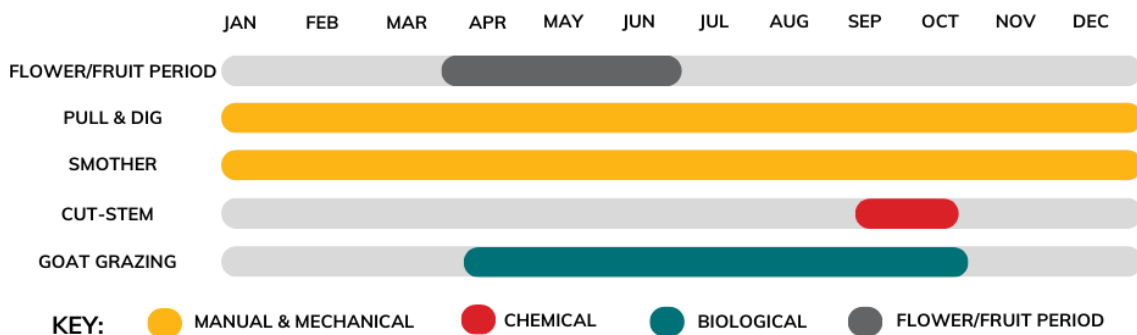 JAN FEB MAR APR MAY JUN JUL AUG SEP OCT NOV DEC
FLOWER/FRUIT PERIOD
PULL & DIG
SMOTHER
CUT-STEM
GOAT GRAZING
KEY: MANUAL & MECHANICAL CHEMICAL BIOLOGICAL FLOWER/FRUIT PERIOD